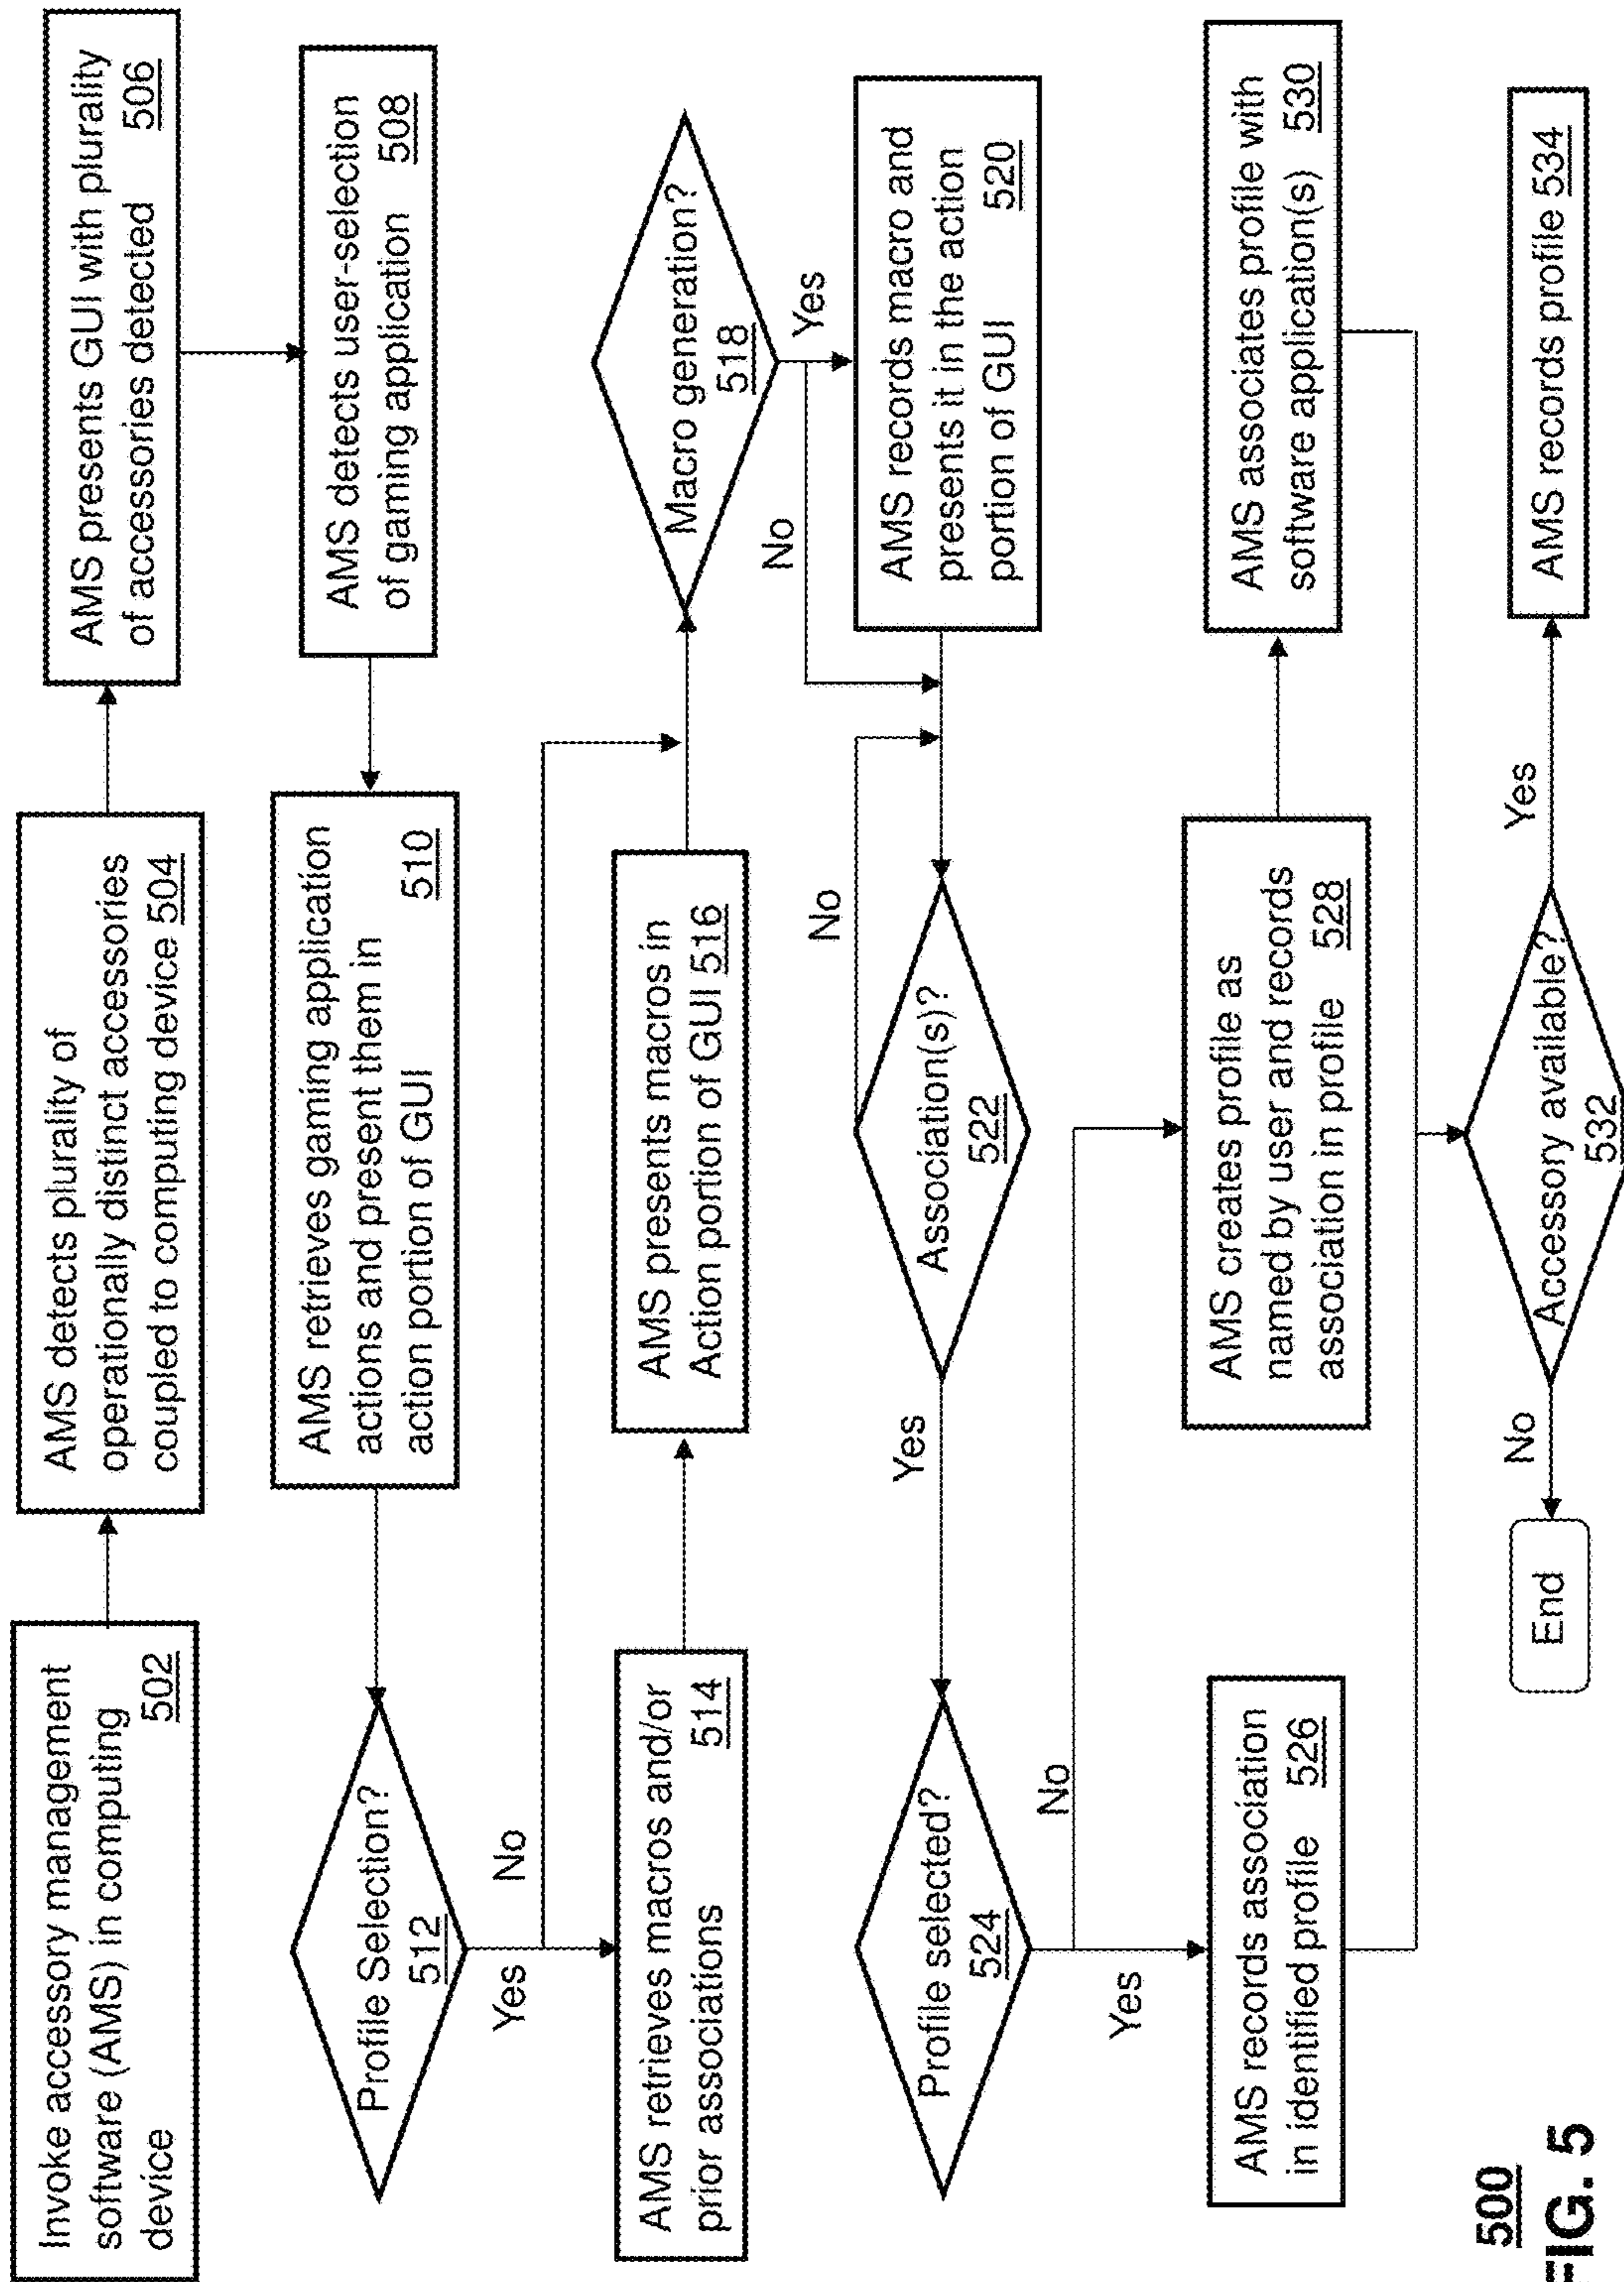 Invoke accessory management
software (AMS) in computing
device
502
AMS detects plurality of
operationally distinct accessories
coupled to computing device 504
AMS presents GUI with plurality
of accessories detected 506
AMS detects user-selection
of gaming application 508
AMS retrieves gaming application
actions and present them in
action portion of GUI 510
Profile Selection?
512
Yes
No
AMS retrieves macros and/or
prior associations 514
AMS presents macros in
Action portion of GUI 516
Macro generation?
518
No
Yes
AMS records macro and
presents it in the action
portion of GUI 520
Association(s)?
522
No
Yes
Profile selected?
524
Yes
No
AMS records association
in identified profile 526
AMS creates profile as
named by user and records
association in profile 528
AMS associates profile with
software application(s) 530
Accessory available?
532
No
Yes
End
AMS records profile 534
500
FIG. 5